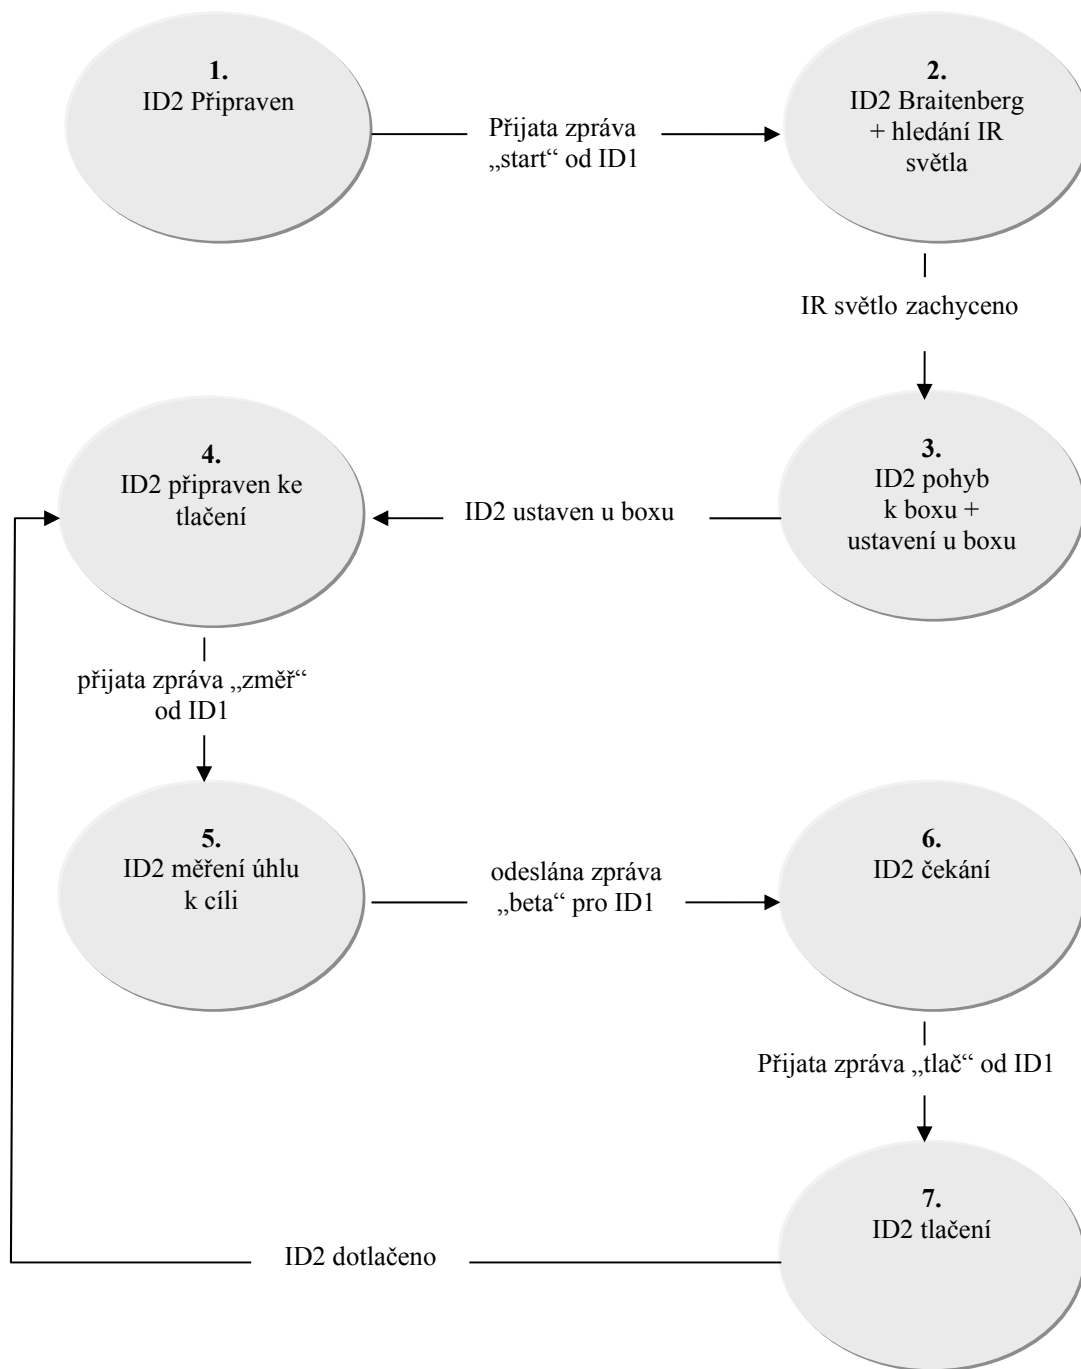 1.
ID2 Připraven
Přijata zpráva
„start“ od ID1
2.
ID2 Braitenberg
+ hledání IR
světla
IR světlo zachyceno
3.
ID2 pohyb
k boxu +
ustavení u boxu
ID2 ustaven u boxu
4.
ID2 připraven ke
tlačení
přijata zpráva „změř“
od ID1
5.
ID2 měření úhlu
k cíli
odeslána zpráva
„beta“ pro ID1
6.
ID2 čekání
Přijata zpráva „tlač“ od ID1
7.
ID2 tlačení
ID2 dotlačeno